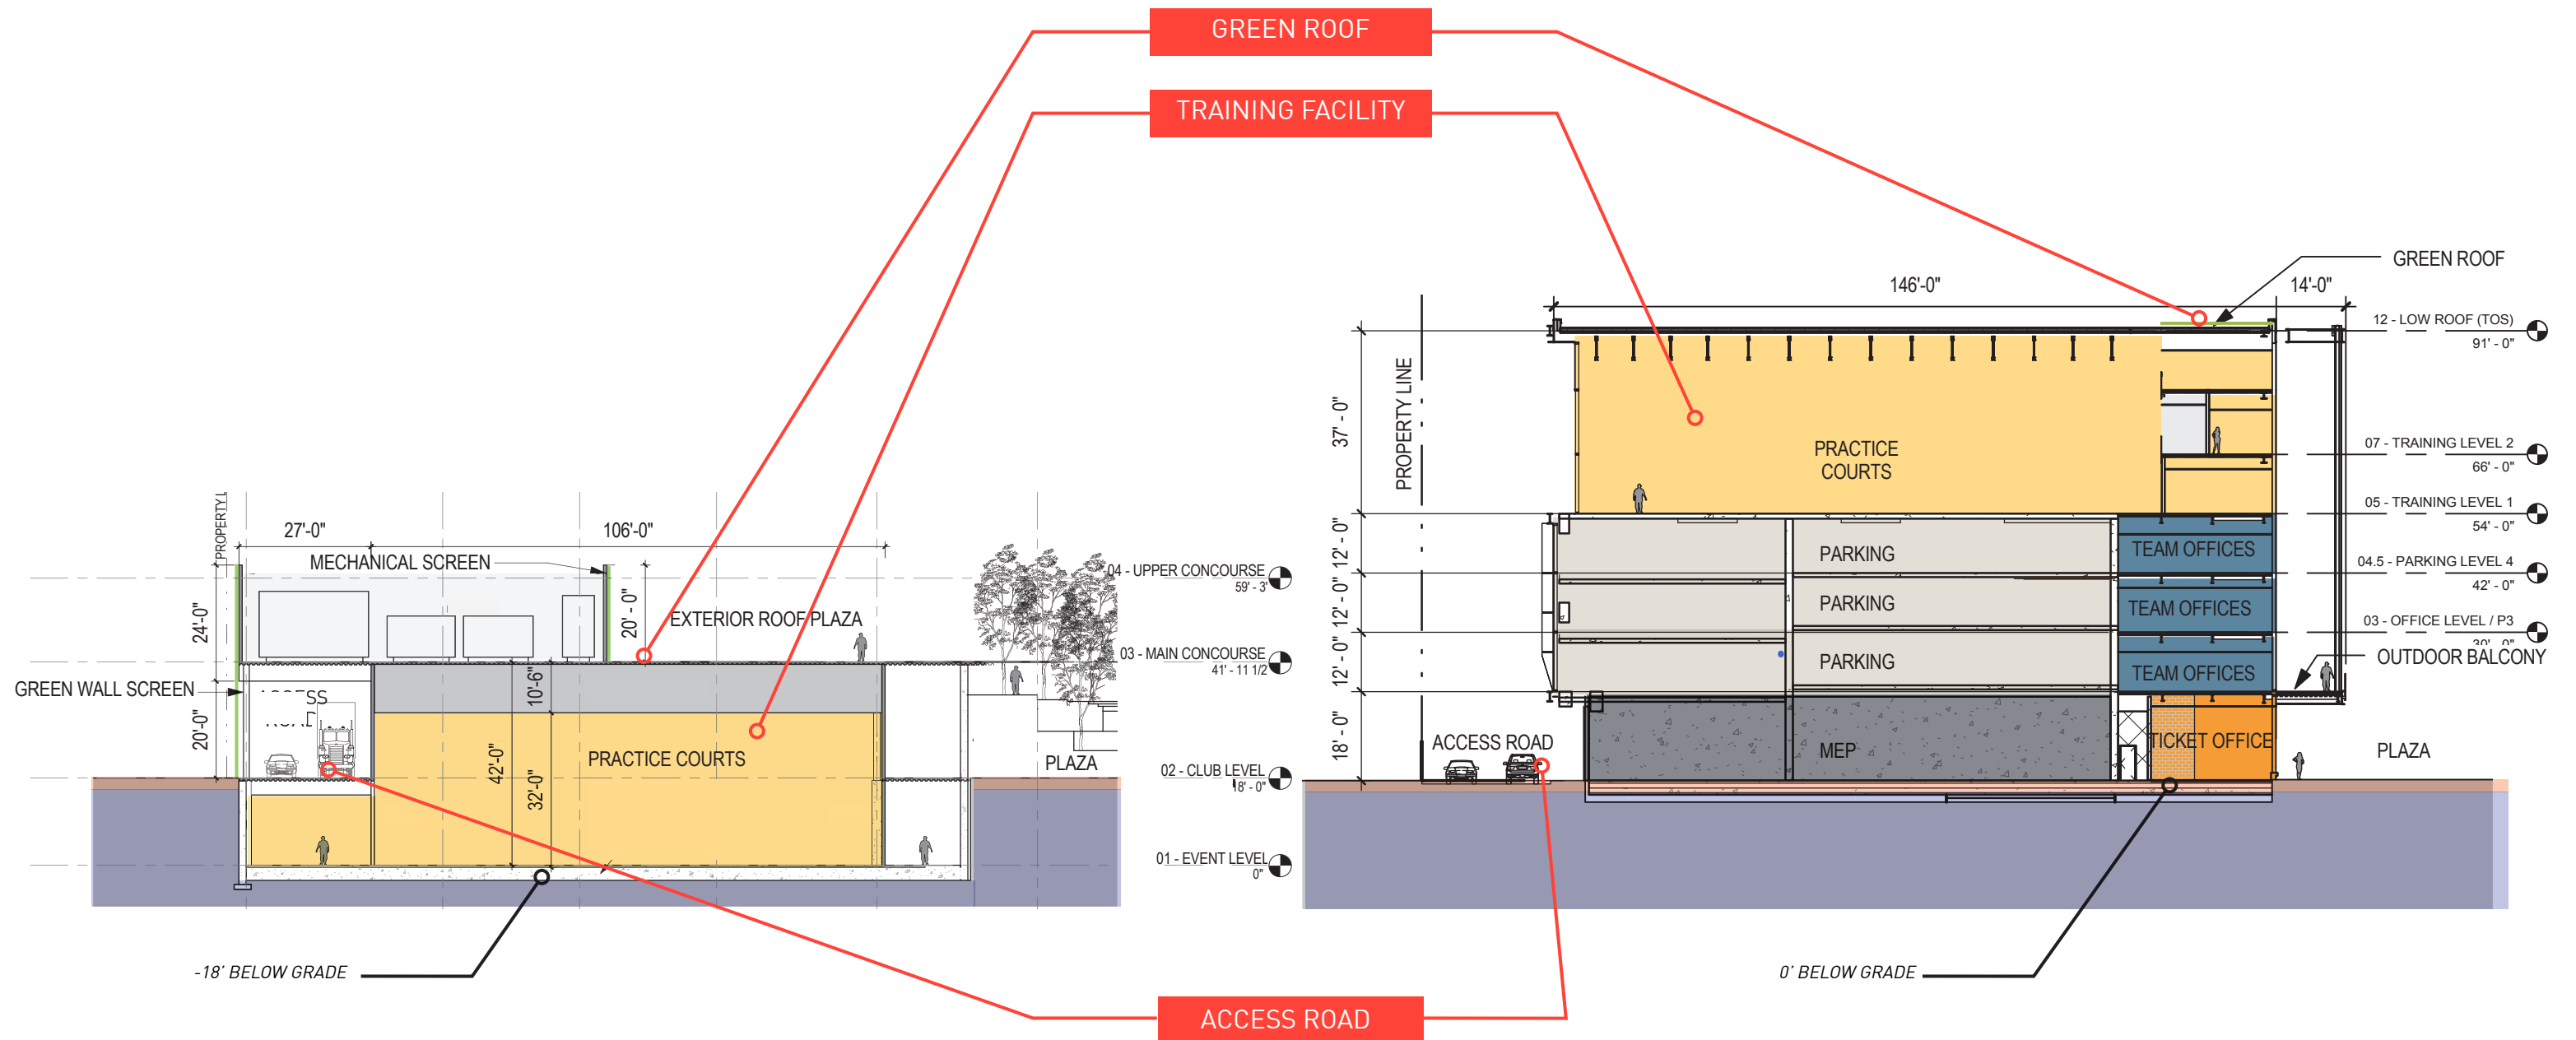 GREEN ROOF
TRAINING FACILITY
GREEN ROOF
146'-0"
14'-0"
12 - LOW ROOF (TOS)
91' - 0"
PROPERTY LINE
37' - 0"
PRACTICE
COURTS
07 - TRAINING LEVEL 2
66' - 0"
05 - TRAINING LEVEL 1
54' - 0"
12' - 0"
PARKING
TEAM OFFICES
04.5 - PARKING LEVEL 4
42' - 0"
12' - 0"
PARKING
TEAM OFFICES
03 - OFFICE LEVEL / P3
30' - 0"
12' - 0"
PARKING
TEAM OFFICES
OUTDOOR BALCONY
18' - 0"
ACCESS ROAD
MEP
TICKET OFFICE
PLAZA
0' BELOW GRADE
PROPERTY L
27'-0"
106'-0"
MECHANICAL SCREEN
04 - UPPER CONCOURSE
59' - 3"
24'-0"
20' - 0"
EXTERIOR ROOF PLAZA
03 - MAIN CONCOURSE
41' - 11 1/2
GREEN WALL SCREEN
10'-6"
20'-0"
42'-0"
32'-0"
PRACTICE COURTS
PLAZA
02 - CLUB LEVEL
18' - 0"
01 - EVENT LEVEL
0"
-18' BELOW GRADE
ACCESS ROAD